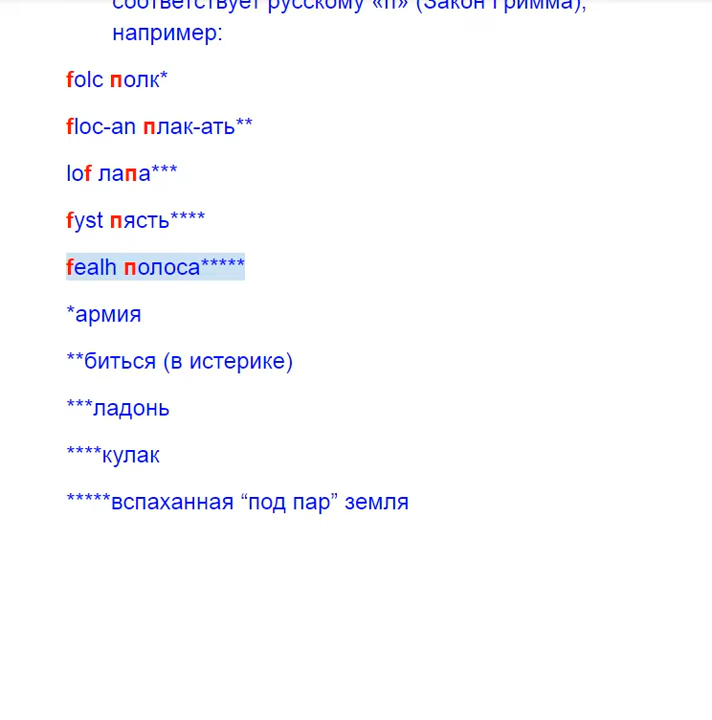 соответствует русскому «п» (Закон Гримма),
например:
folc полк*
floc-an плак-ать**
lof лапа***
fyst пясть****
fealh полоса*****
*армия
**биться (в истерике)
***ладонь
****кулак
*****вспаханная “под пар” земля